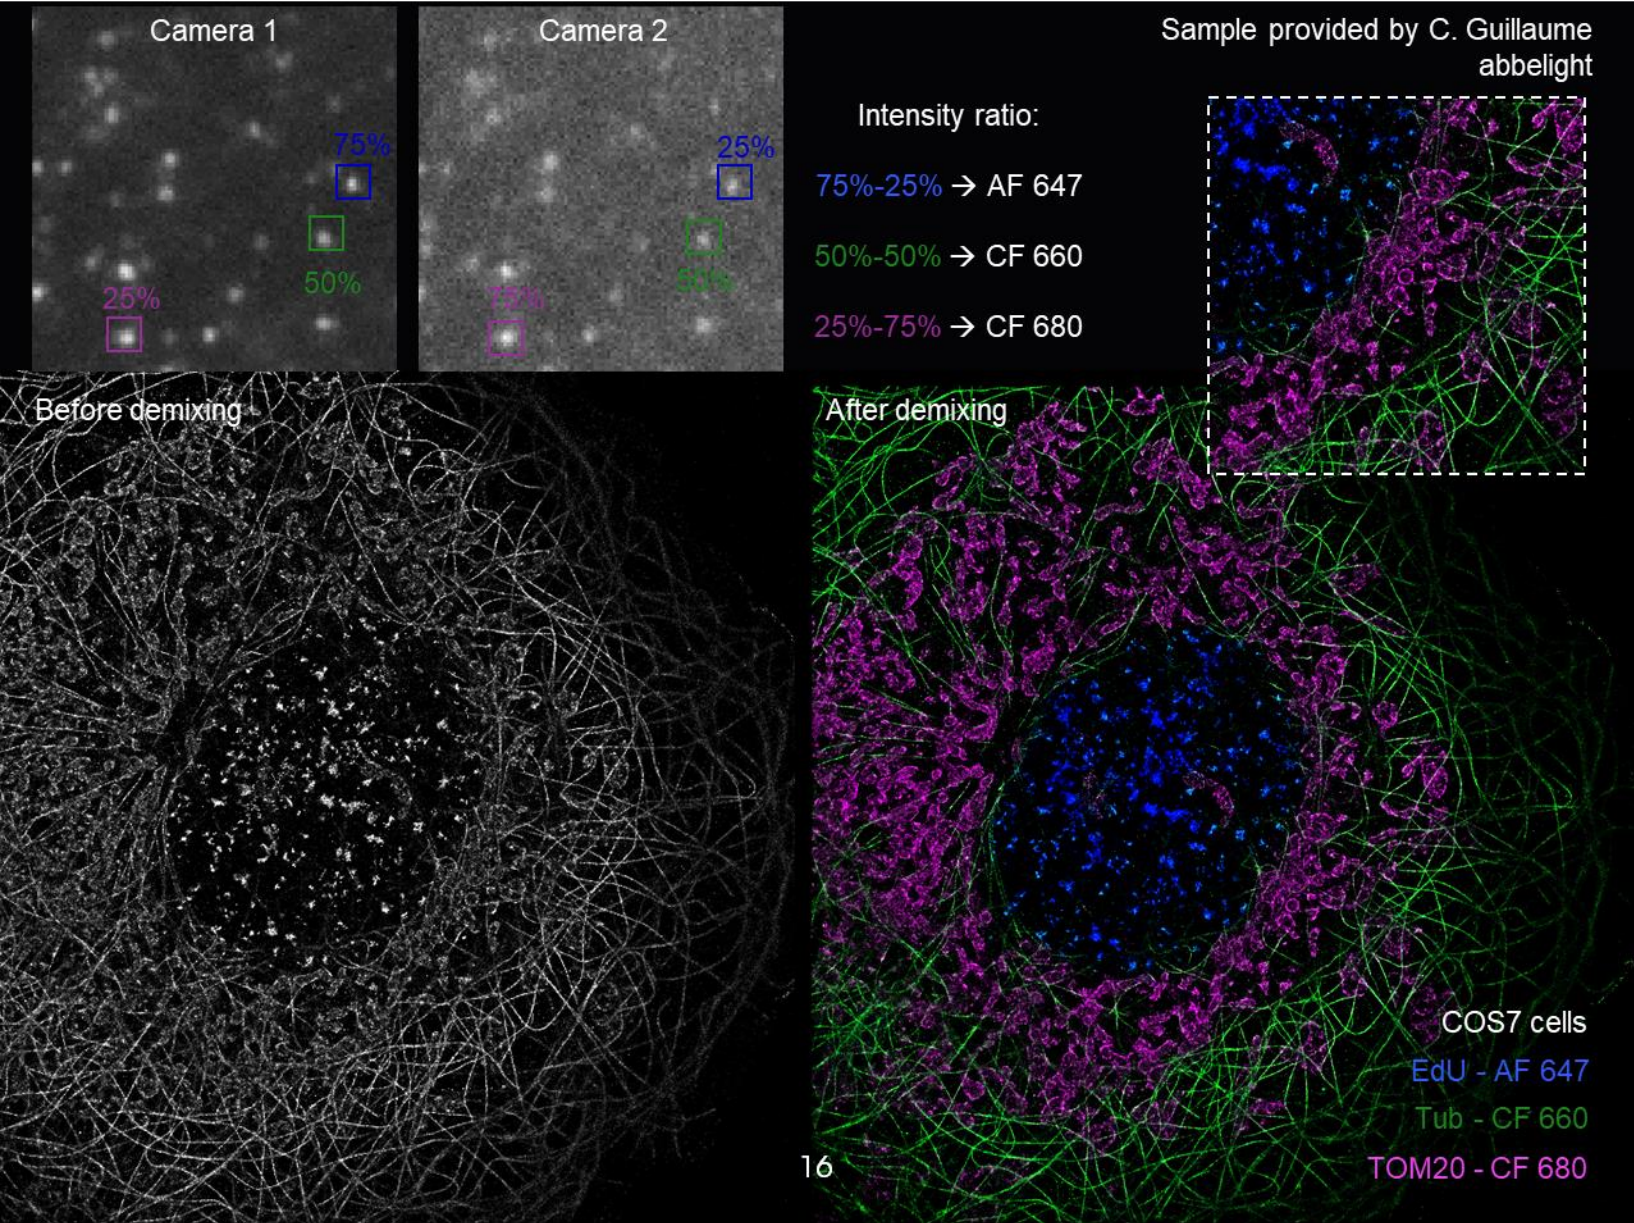 Camera 1
Camera 2
Sample provided by C. Guillaume
abbelight
75%
25%
50%
50%
25%
75%
Intensity ratio:
75%-25% → AF 647
50%-50% → CF 660
25%-75% → CF 680
Before demixing
After demixing
COS7 cells
EdU - AF 647
Tub - CF 660
TOM20 - CF 680
16